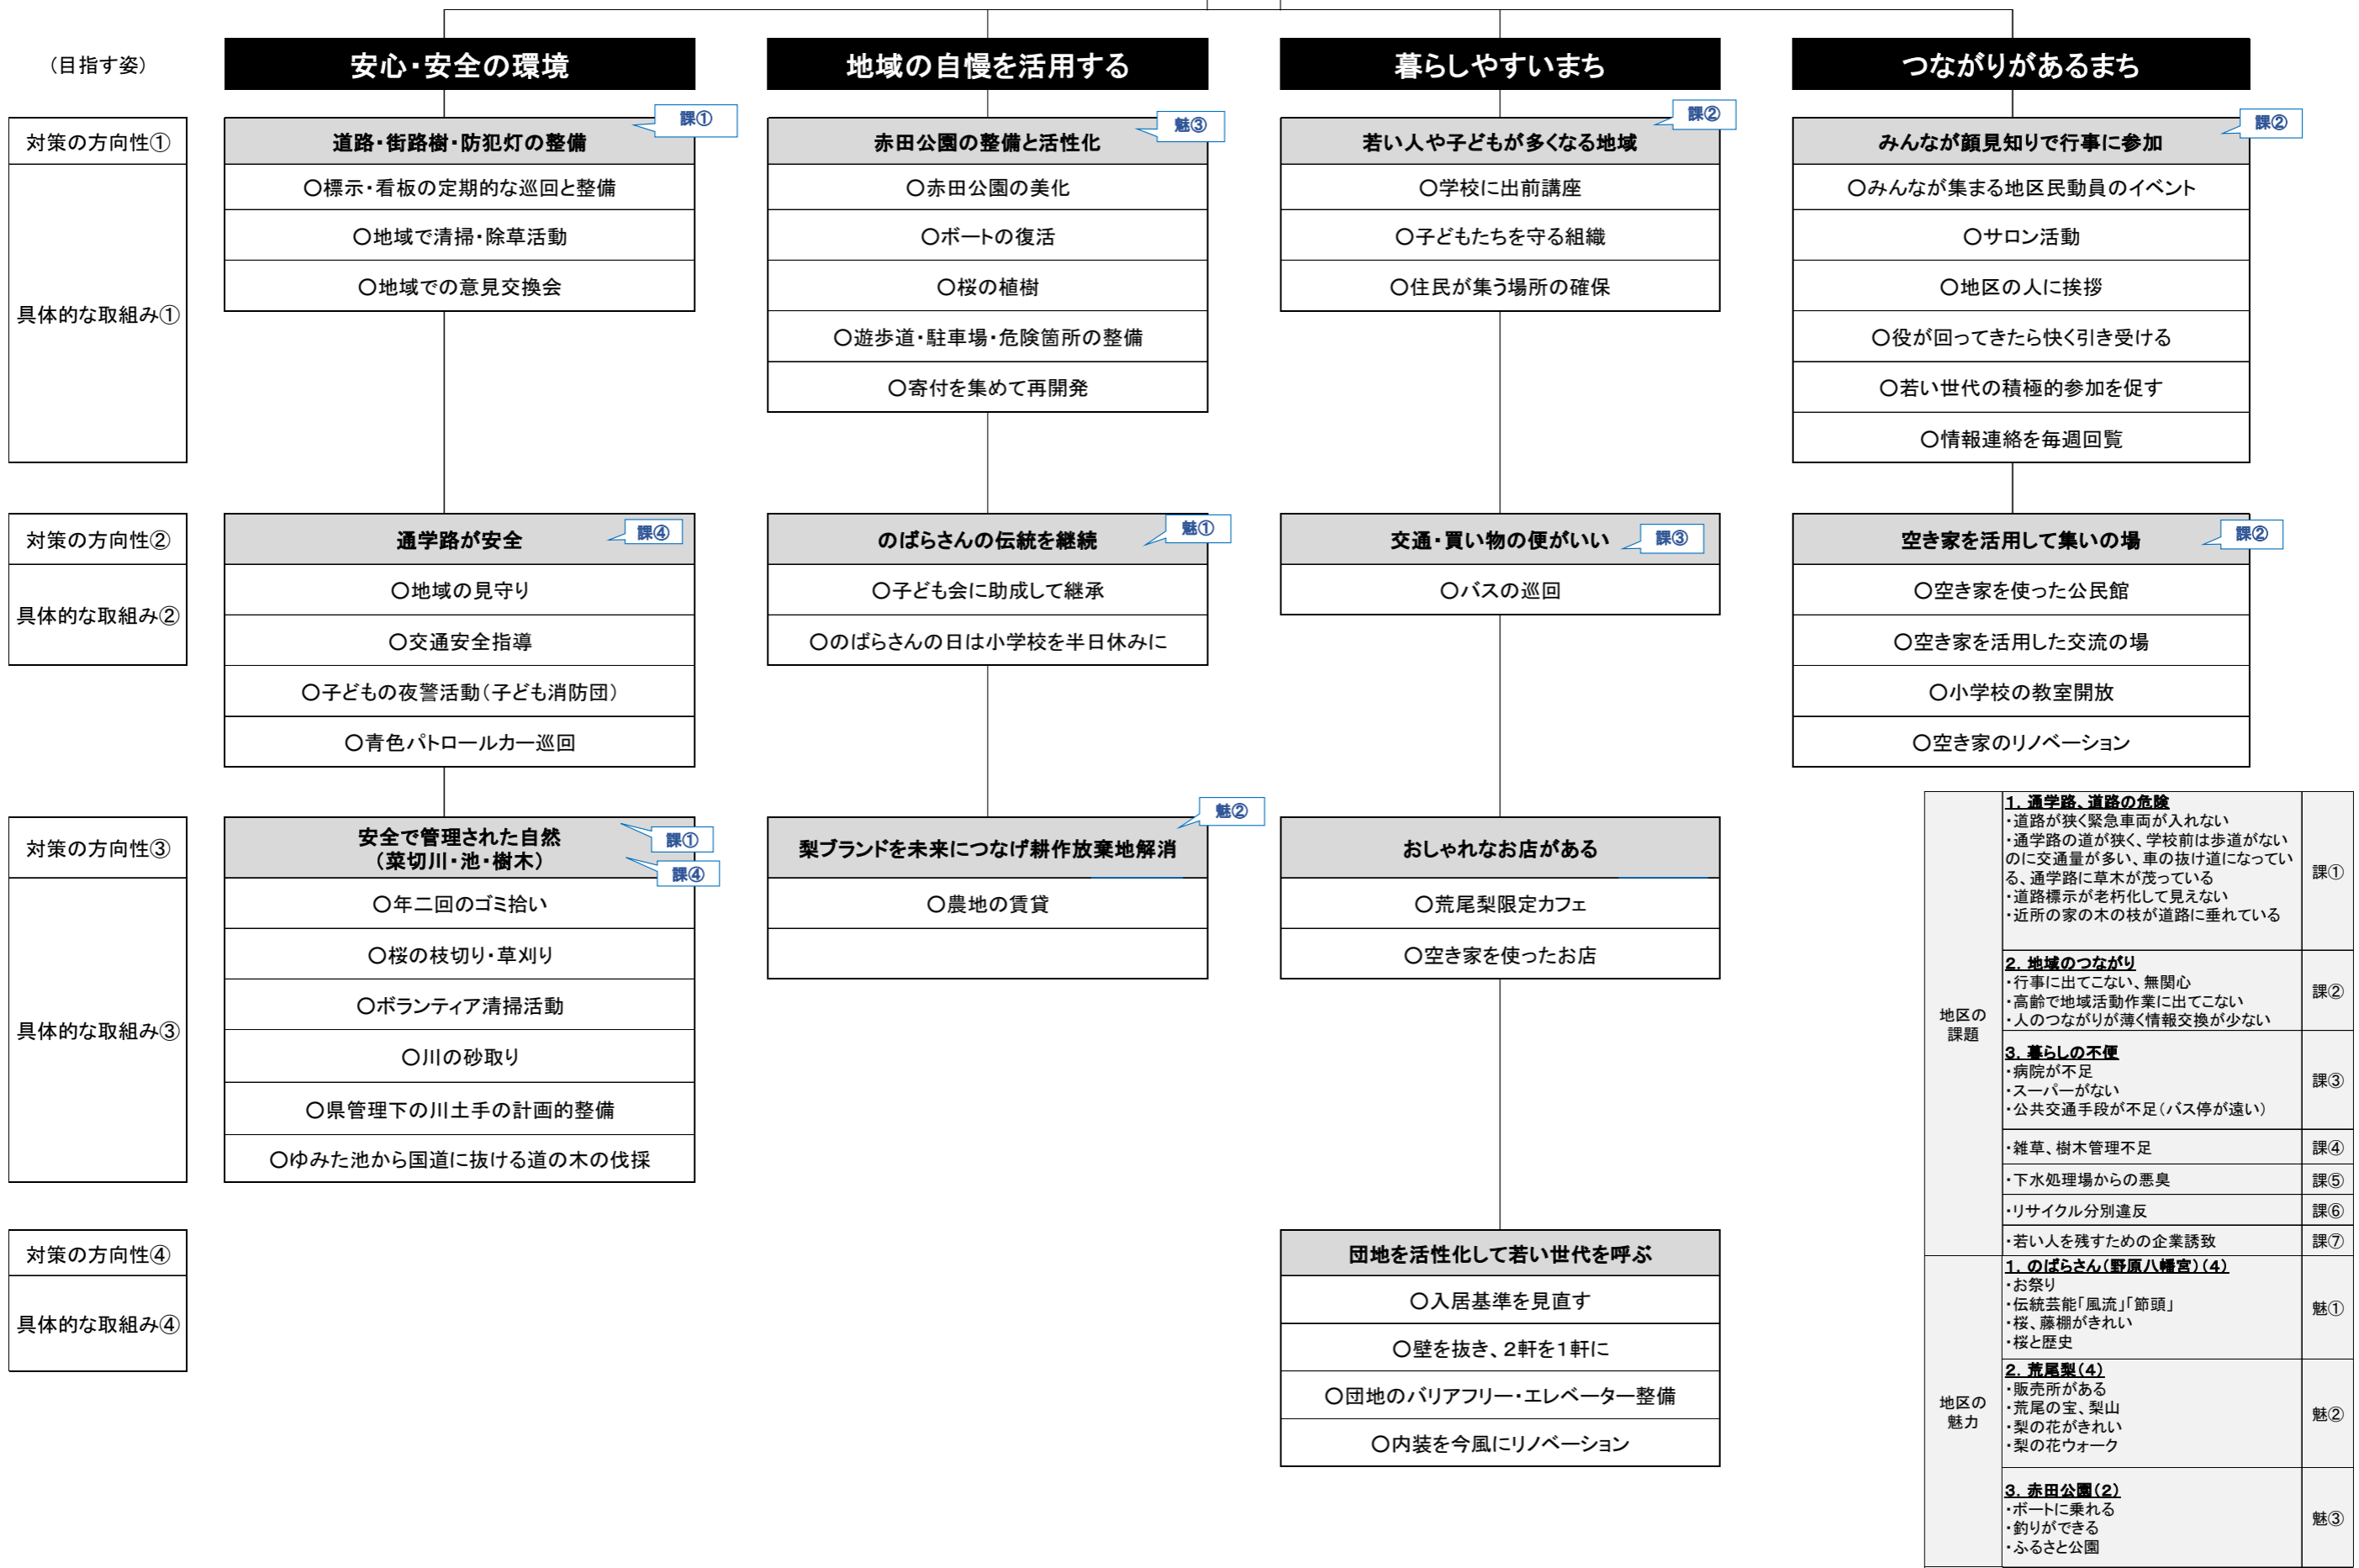 (目指す姿)
安心・安全の環境
地域の自慢を活用する
暮らしやすいまち
つながりがあるまち
対策の方向性①
道路・街路樹・防犯灯の整備
課①
赤田公園の整備と活性化
魅③
若い人や子どもが多くなる地域
課②
みんなが顔見知りで行事に参加
課②
具体的な取組み①
〇標示・看板の定期的な巡回と整備
〇地域で清掃・除草活動
〇地域での意見交換会
〇赤田公園の美化
〇ボートの復活
〇桜の植樹
〇遊歩道・駐車場・危険箇所の整備
〇寄付を集めて再開発
〇学校に出前講座
〇子どもたちを守る組織
〇住民が集う場所の確保
〇みんなが集まる地区民動員のイベント
〇サロン活動
〇地区の人に挨拶
〇役が回ってきたら快く引き受ける
〇若い世代の積極的参加を促す
〇情報連絡を毎週回覧
対策の方向性②
通学路が安全
課④
のばらさんの伝統を継続
魅①
交通・買い物の便がいい
課③
空き家を活用して集いの場
課②
具体的な取組み②
〇地域の見守り
〇交通安全指導
〇子どもの夜警活動(子ども消防団)
〇青色パトロールカー巡回
〇子ども会に助成して継承
〇のばらさんの日は小学校を半日休みに
〇バスの巡回
〇空き家を使った公民館
〇空き家を活用した交流の場
〇小学校の教室開放
〇空き家のリノベーション
対策の方向性③
安全で管理された自然
(菜切川・池・樹木)
課①
課④
梨ブランドを未来につなげ耕作放棄地解消
魅②
おしゃれなお店がある
具体的な取組み③
〇年二回のゴミ拾い
〇桜の枝切り・草刈り
〇ボランティア清掃活動
〇川の砂取り
〇県管理下の川土手の計画的整備
〇ゆみた池から国道に抜ける道の木の伐採
〇農地の賃貸
〇荒尾梨限定カフェ
〇空き家を使ったお店
対策の方向性④
団地を活性化して若い世代を呼ぶ
具体的な取組み④
〇入居基準を見直す
〇壁を抜き、2軒を1軒に
〇団地のバリアフリー・エレベーター整備
〇内装を今風にリノベーション
地区の
課題
1. 通学路、道路の危険
・道路が狭く緊急車両が入れない
・通学路の道が狭く、学校前は歩道がない
のに交通量が多い、車の抜け道になってい
る、通学路に草木が茂っている
・道路標示が老朽化して見えない
・近所の家の木の枝が道路に垂れている
課①
2. 地域のつながり
・行事に出てこない、無関心
・高齢で地域活動作業に出てこない
・人のつながりが薄く情報交換が少ない
課②
3. 暮らしの不便
・病院が不足
・スーパーがない
・公共交通手段が不足(バス停が遠い)
課③
・雑草、樹木管理不足
課④
・下水処理場からの悪臭
課⑤
・リサイクル分別違反
課⑥
・若い人を残すための企業誘致
課⑦
地区の
魅力
1. のばらさん(野原八幡宮)(4)
・お祭り
・伝統芸能「風流」「節頭」
・桜、藤棚がきれい
・桜と歴史
魅①
2. 荒尾梨(4)
・販売所がある
・荒尾の宝、梨山
・梨の花がきれい
・梨の花ウォーク
魅②
3. 赤田公園(2)
・ボートに乗れる
・釣りができる
・ふるさと公園
魅③